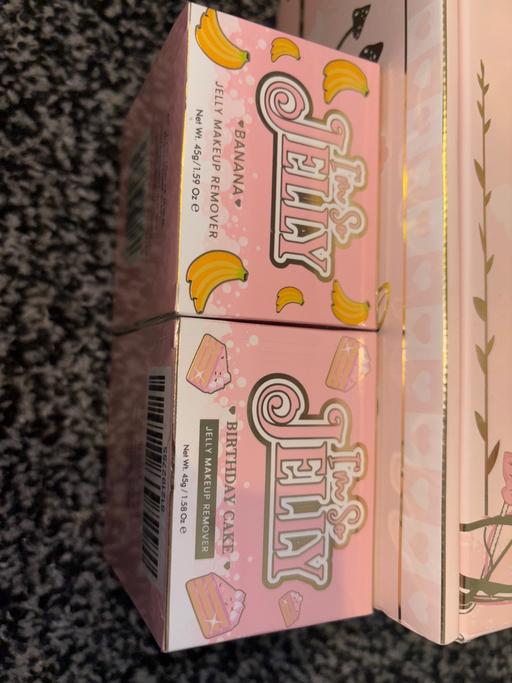 I'm So
JELLY
♥BANANA♥
JELLY MAKEUP REMOVER
Net Wt. 45g/1.59 Oz ℮
I'm So
JELLY
♥ BIRTHDAY CAKE ♥
JELLY MAKEUP REMOVER
Net Wt. 45g / 1.58 Oz ℮